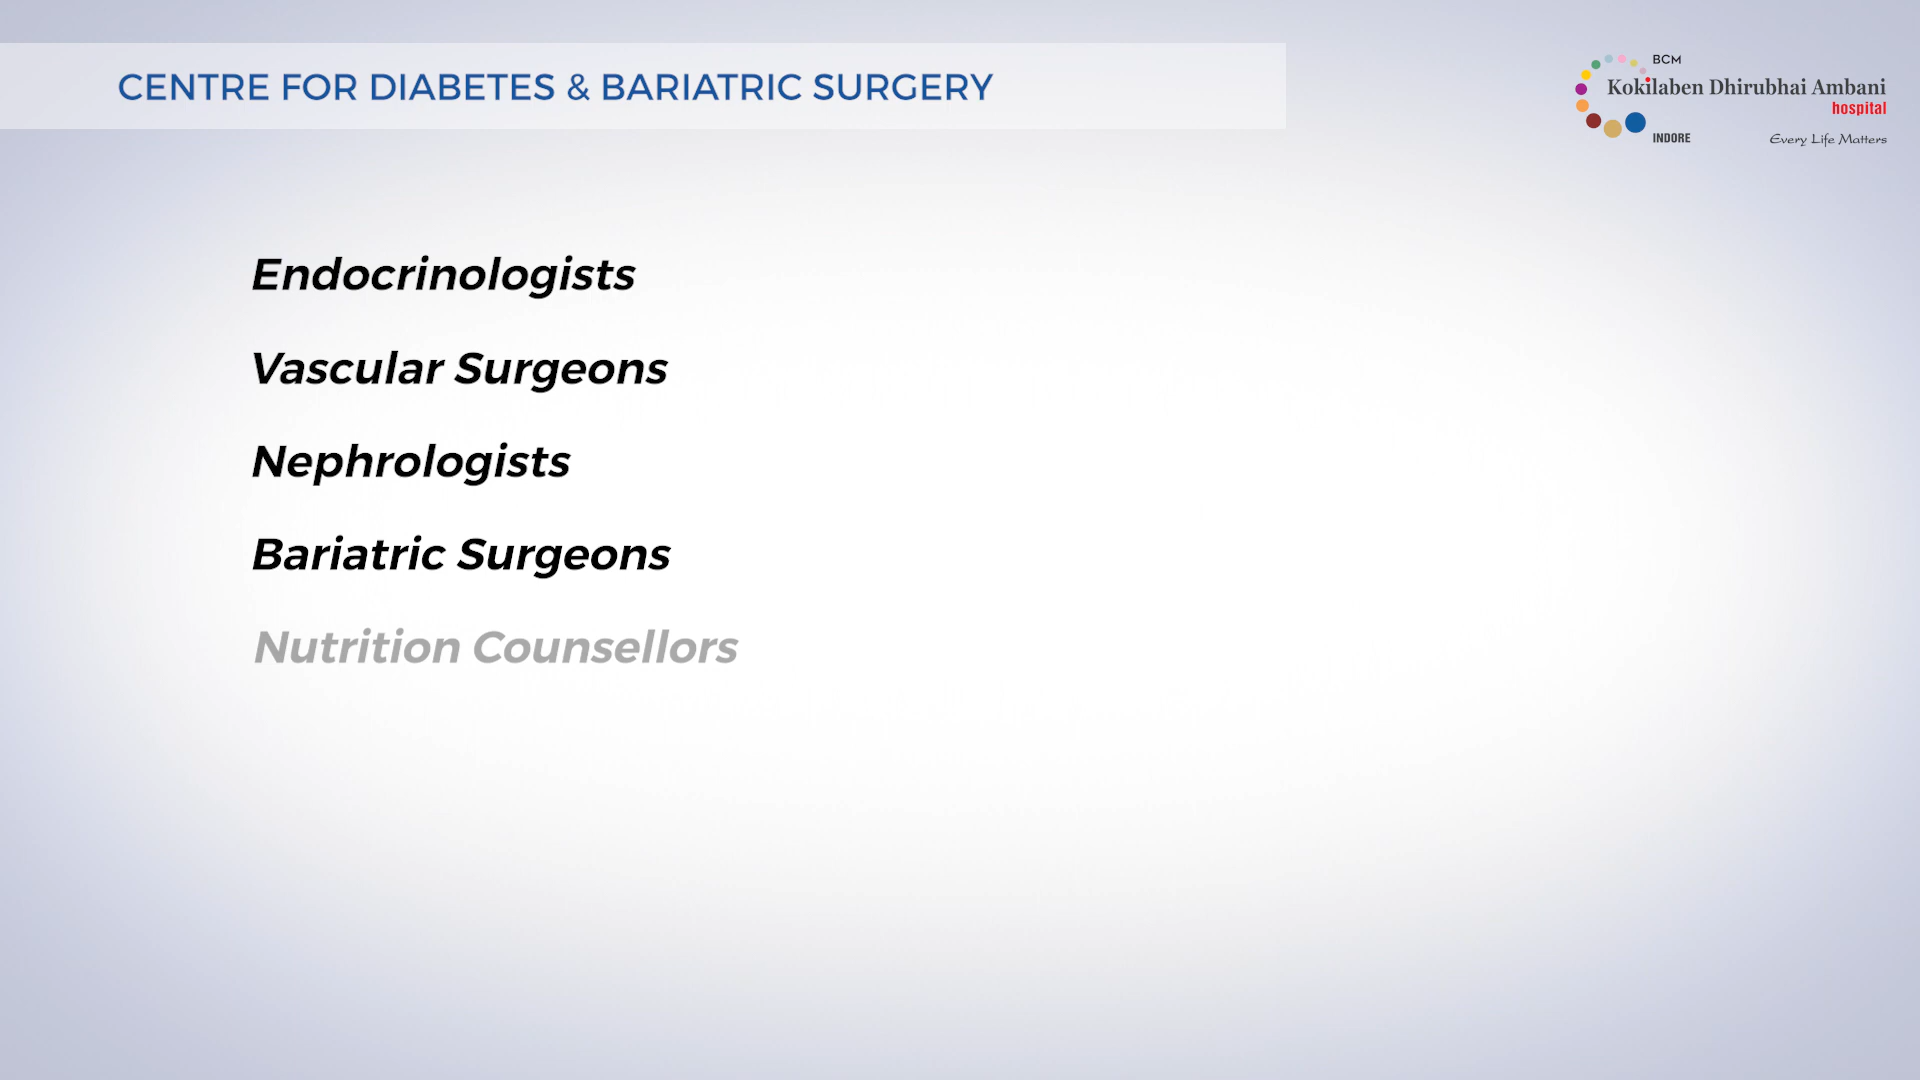 CENTRE FOR DIABETES & BARIATRIC SURGERY
BCM
Kokilaben Dhirubhai Ambani
hospital
INDORE
Every Life Matters
Endocrinologists
Vascular Surgeons
Nephrologists
Bariatric Surgeons
Nutrition Counsellors